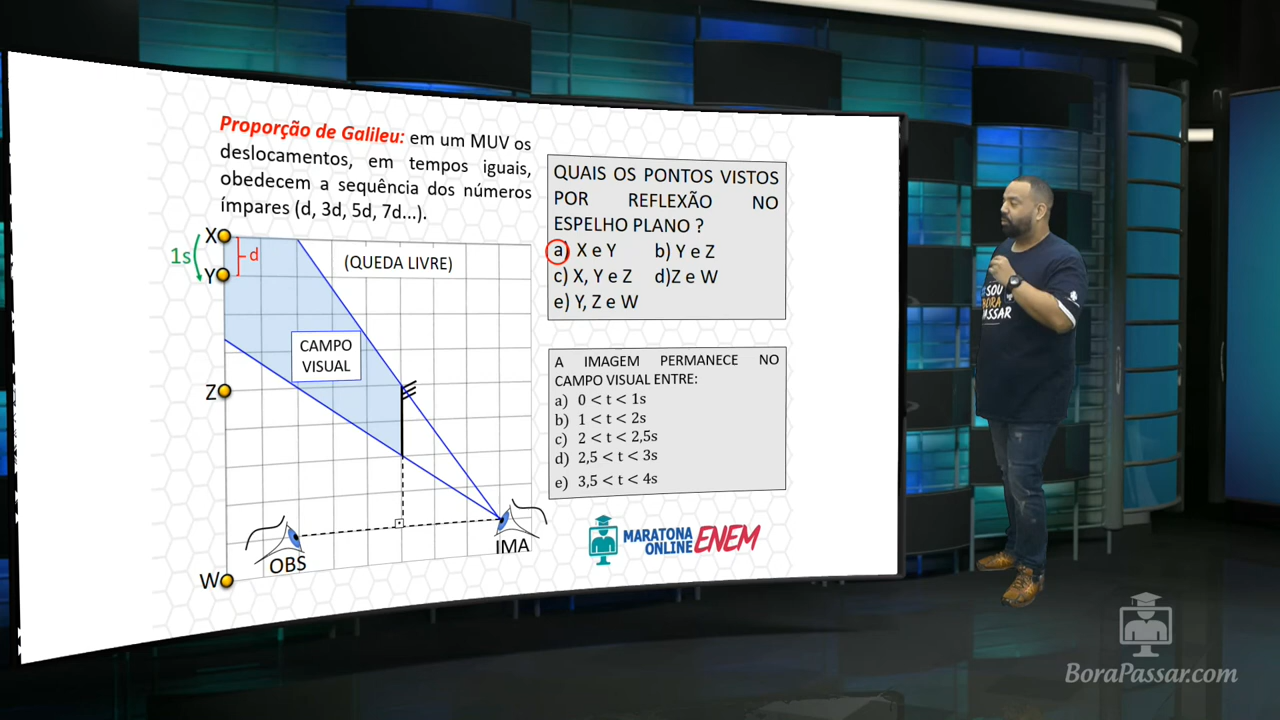 Proporção de Galileu: em um MUV os
deslocamentos, em tempos iguais,
obedecem a sequência dos números
ímpares (d, 3d, 5d, 7d...).
X
1s
d
Y
(QUEDA LIVRE)
CAMPO
VISUAL
Z
OBS
IMA
W
QUAIS OS PONTOS VISTOS
POR REFLEXÃO NO
ESPELHO PLANO ?
a) X e Y b) Y e Z
c) X, Y e Z d)Z e W
e) Y, Z e W
A IMAGEM PERMANECE NO
CAMPO VISUAL ENTRE:
a) 0 < t < 1s
b) 1 < t < 2s
c) 2 < t < 2,5s
d) 2,5 < t < 3s
e) 3,5 < t < 4s
MARATONA
ONLINE ENEM
SOU
BORA
PASSAR
BoraPassar.com